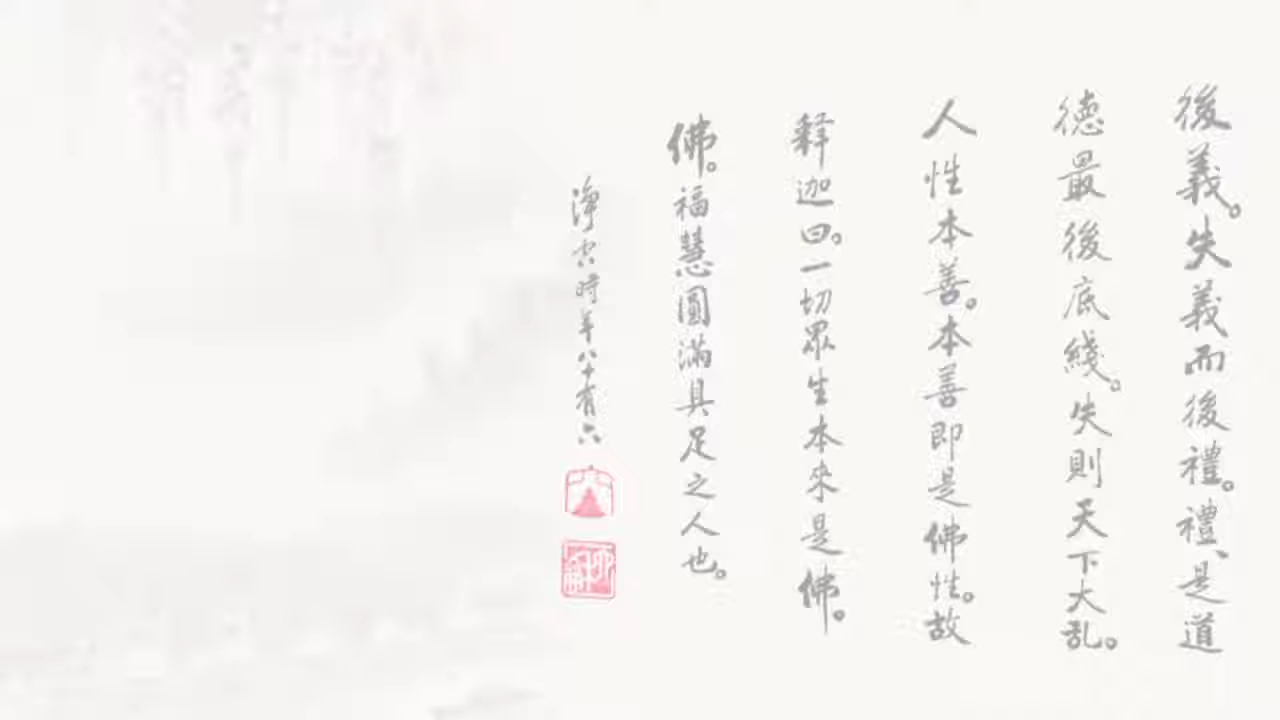 後義。失義而後禮。禮、是道
德最後底綫。失則天下大乱。
人性本善。本善即是佛性。故
释迦曰。一切眾生本來是佛。
佛。福慧圓滿具足之人也。
淨空時年八十有六